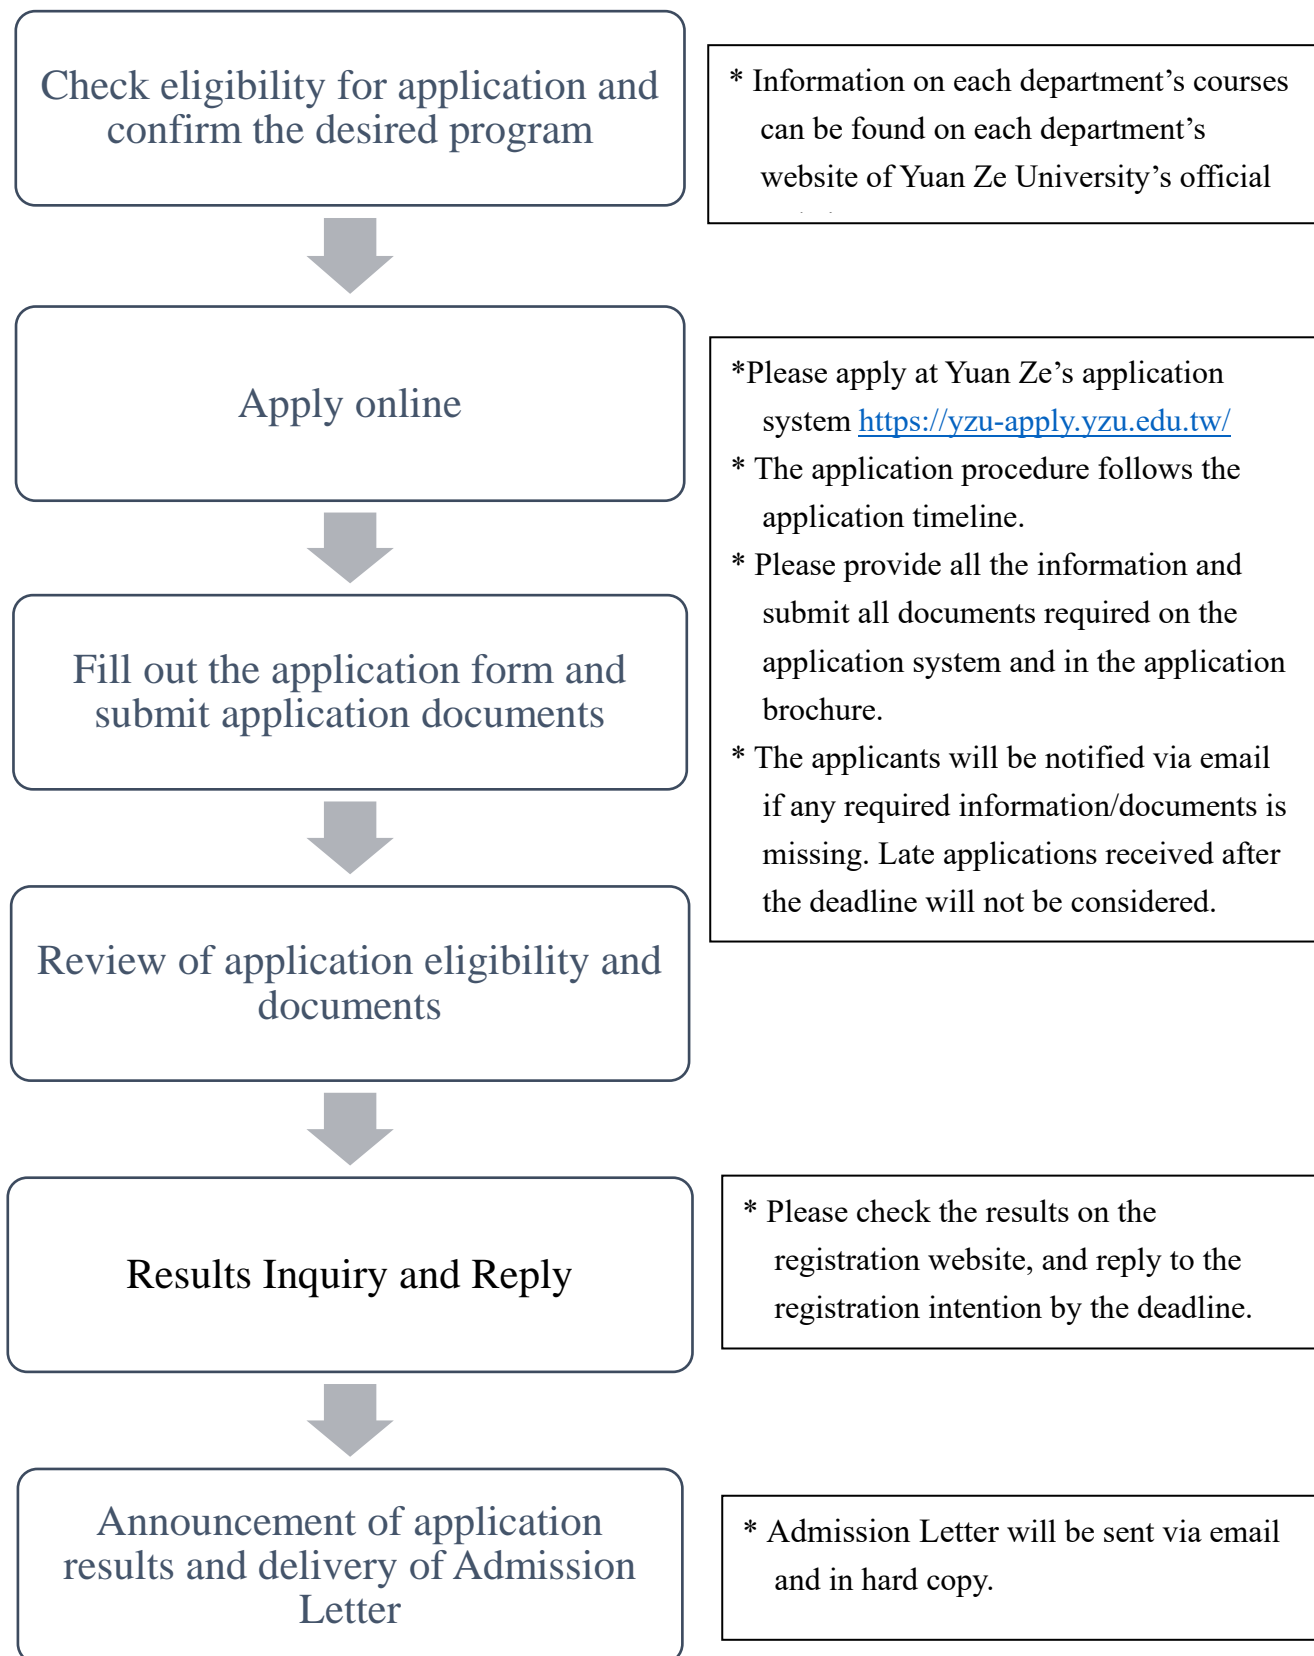 Check eligibility for application and
confirm the desired program
* Information on each department’s courses
can be found on each department’s
website of Yuan Ze University’s official
Apply online
*Please apply at Yuan Ze’s application
system https://yzu-apply.yzu.edu.tw/
* The application procedure follows the
application timeline.
* Please provide all the information and
submit all documents required on the
application system and in the application
brochure.
* The applicants will be notified via email
if any required information/documents is
missing. Late applications received after
the deadline will not be considered.
Fill out the application form and
submit application documents
Review of application eligibility and
documents
Results Inquiry and Reply
* Please check the results on the
registration website, and reply to the
registration intention by the deadline.
Announcement of application
results and delivery of Admission
Letter
* Admission Letter will be sent via email
and in hard copy.